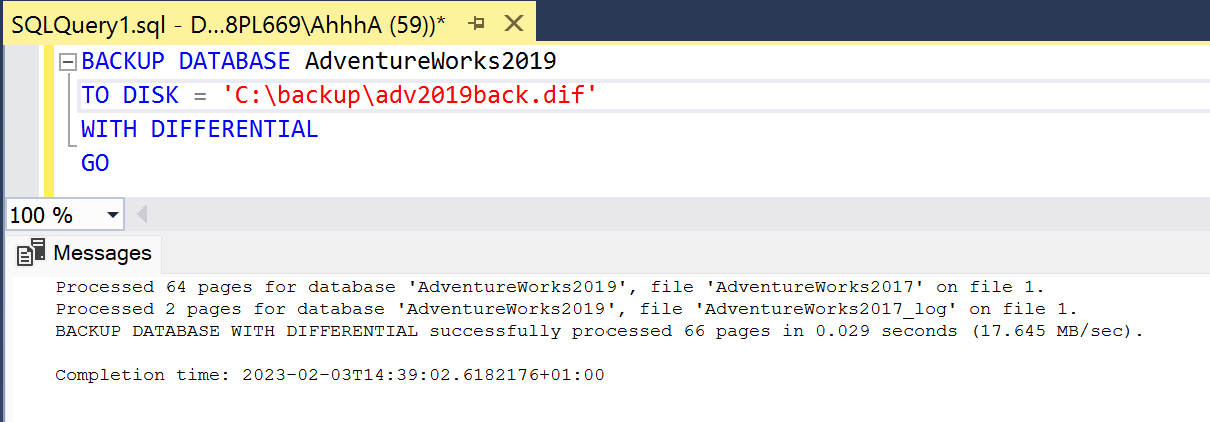 SQLQuery1.sql - D...8PL669\AhhhA (59))*
BACKUP DATABASE AdventureWorks2019
TO DISK = 'C:\backup\adv2019back.dif'
WITH DIFFERENTIAL
GO
100 %
Messages
Processed 64 pages for database 'AdventureWorks2019', file 'AdventureWorks2017' on file 1.
Processed 2 pages for database 'AdventureWorks2019', file 'AdventureWorks2017_log' on file 1.
BACKUP DATABASE WITH DIFFERENTIAL successfully processed 66 pages in 0.029 seconds (17.645 MB/sec).
Completion time: 2023-02-03T14:39:02.6182176+01:00